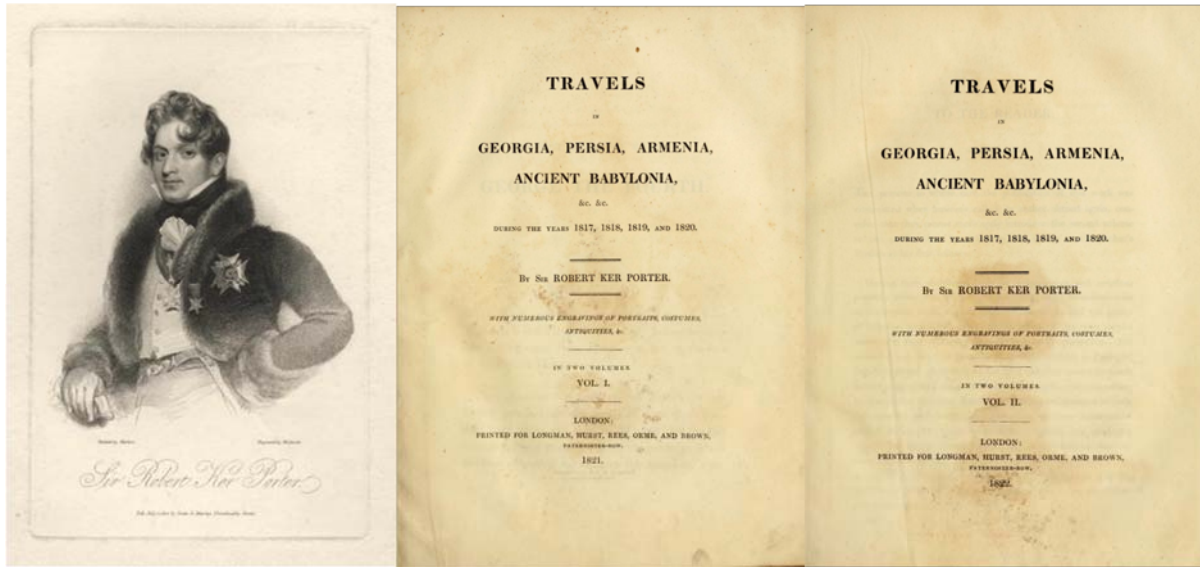 Sir Robert Ker Porter
TRAVELS
IN
GEORGIA, PERSIA, ARMENIA,
ANCIENT BABYLONIA,
&c. &c.
DURING THE YEARS 1817, 1818, 1819, AND 1820.
BY SIR ROBERT KER PORTER.
WITH NUMEROUS ENGRAVINGS OF PORTRAITS, COSTUMES,
ANTIQUITIES, &c.
IN TWO VOLUMES
VOL. I.
LONDON:
PRINTED FOR LONGMAN, HURST, REES, ORME, AND BROWN,
PATERNOSTER-ROW.
1821.
TRAVELS
IN
GEORGIA, PERSIA, ARMENIA,
ANCIENT BABYLONIA,
&c. &c.
DURING THE YEARS 1817, 1818, 1819, AND 1820.
BY SIR ROBERT KER PORTER.
WITH NUMEROUS ENGRAVINGS OF PORTRAITS, COSTUMES,
ANTIQUITIES, &c.
IN TWO VOLUMES
VOL. II.
LONDON:
PRINTED FOR LONGMAN, HURST, REES, ORME, AND BROWN,
PATERNOSTER-ROW.
1822.